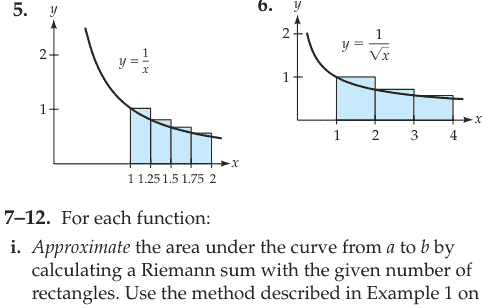 5.
y
2
1
y = 1/x
x
1 1.25 1.5 1.75 2
6.
y
2
1
y = 1/√x
x
1 2 3 4
7–12. For each function:
i. Approximate the area under the curve from a to b by
calculating a Riemann sum with the given number of
rectangles. Use the method described in Example 1 on